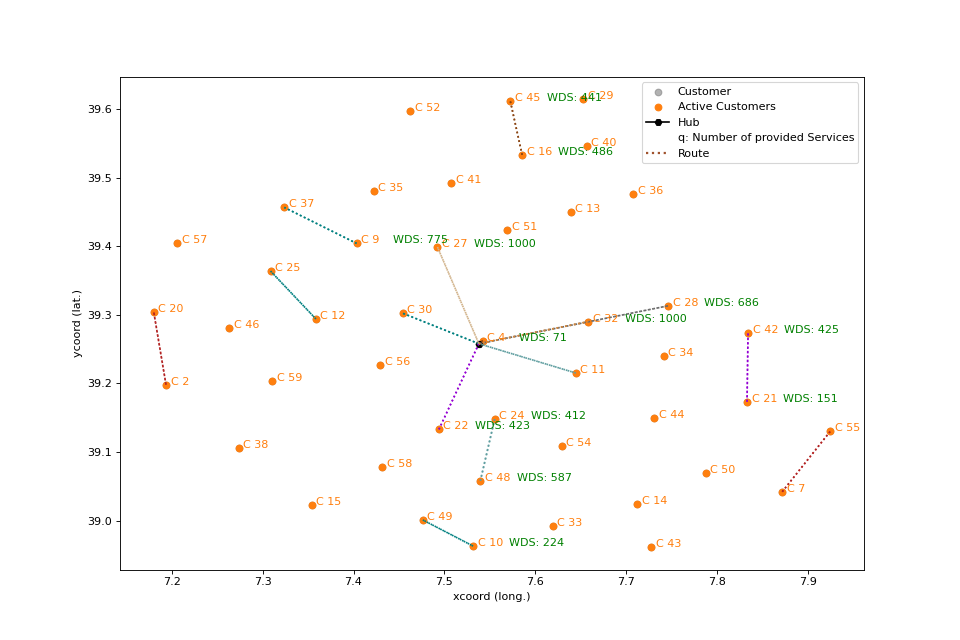 39.6
39.5
39.4
39.3
39.2
39.1
39.0
7.2
7.3
7.4
7.5
7.6
7.7
7.8
7.9
xcoord (long.)
ycoord (lat.)
Customer
Active Customers
Hub
q: Number of provided Services
Route
C 45 WDS: 441
C 29
C 52
C 40
C 16 WDS: 486
C 41
C 35
C 36
C 37
C 13
C 51
C 57
C 9 WDS: 775
C 27 WDS: 1000
C 25
C 28 WDS: 686
C 20
C 30
C 12
C 32 WDS: 1000
C 46
C 42 WDS: 425
C 4 WDS: 71
C 34
C 56
C 11
C 59
C 2
C 21 WDS: 151
C 24 WDS: 412
C 44
C 22 WDS: 423
C 55
C 38
C 54
C 58
C 50
C 48 WDS: 587
C 7
C 15
C 14
C 49
C 33
C 10 WDS: 224
C 43